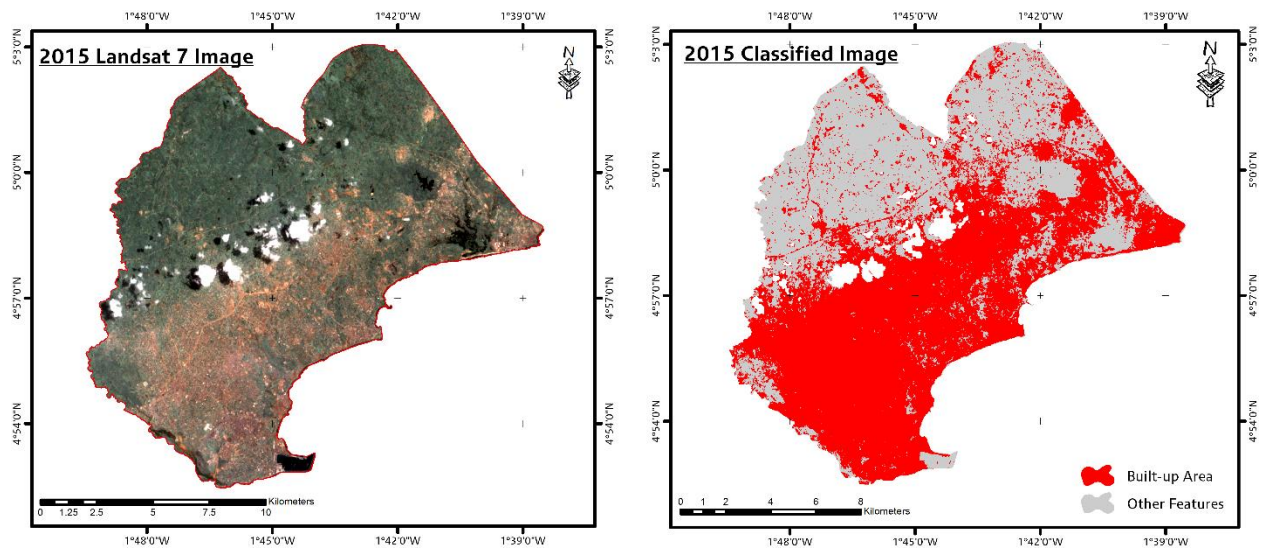 1°48'0"W 1°45'0"W 1°42'0"W 1°39'0"W
2015 Landsat 7 Image
N
5°3'0"N 5°3'0"N
5°0'0"N 5°0'0"N
4°57'0"N 4°57'0"N
4°54'0"N 4°54'0"N
Kilometers
0 1.25 2.5 5 7.5 10
1°48'0"W 1°45'0"W 1°42'0"W 1°39'0"W
1°48'0"W 1°45'0"W 1°42'0"W 1°39'0"W
2015 Classified Image
N
5°3'0"N 5°3'0"N
5°0'0"N 5°0'0"N
4°57'0"N 4°57'0"N
4°54'0"N 4°54'0"N
Built-up Area
Other Features
0 1 2 4 6 8
Kilometers
1°48'0"W 1°45'0"W 1°42'0"W 1°39'0"W